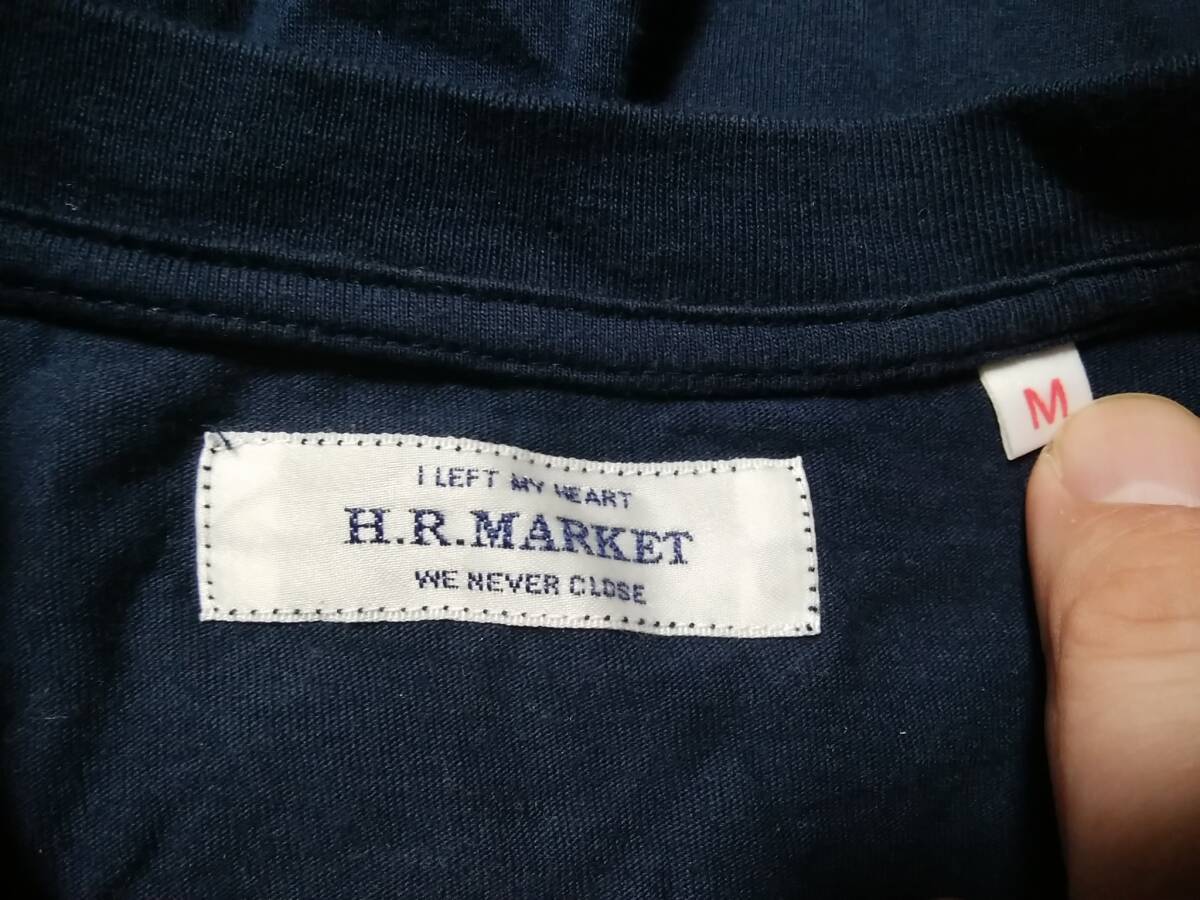 I LEFT MY HEART
H.R.MARKET
WE NEVER CLOSE
M